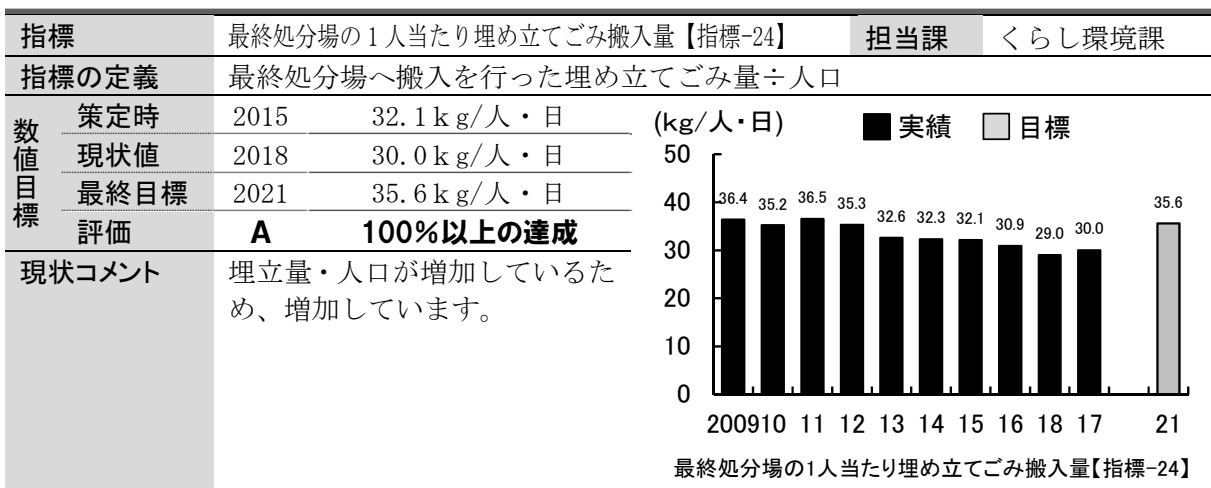 指標 最終処分場の1人当たり埋め立てごみ搬入量【指標-24】 担当課 くらし環境課
指標の定義 最終処分場へ搬入を行った埋め立てごみ量÷人口
数値目標
策定時 2015 32.1kg/人・日
現状値 2018 30.0kg/人・日
最終目標 2021 35.6kg/人・日
評価 A 100%以上の達成
現状コメント 埋立量・人口が増加しているた
め、増加しています。
(kg/人・日) 実績 目標
50
40
30
20
10
0
36.4 35.2 36.5 35.3 32.6 32.3 32.1 30.9 29.0 30.0 35.6
200910 11 12 13 14 15 16 18 17 21
最終処分場の1人当たり埋め立てごみ搬入量【指標-24】